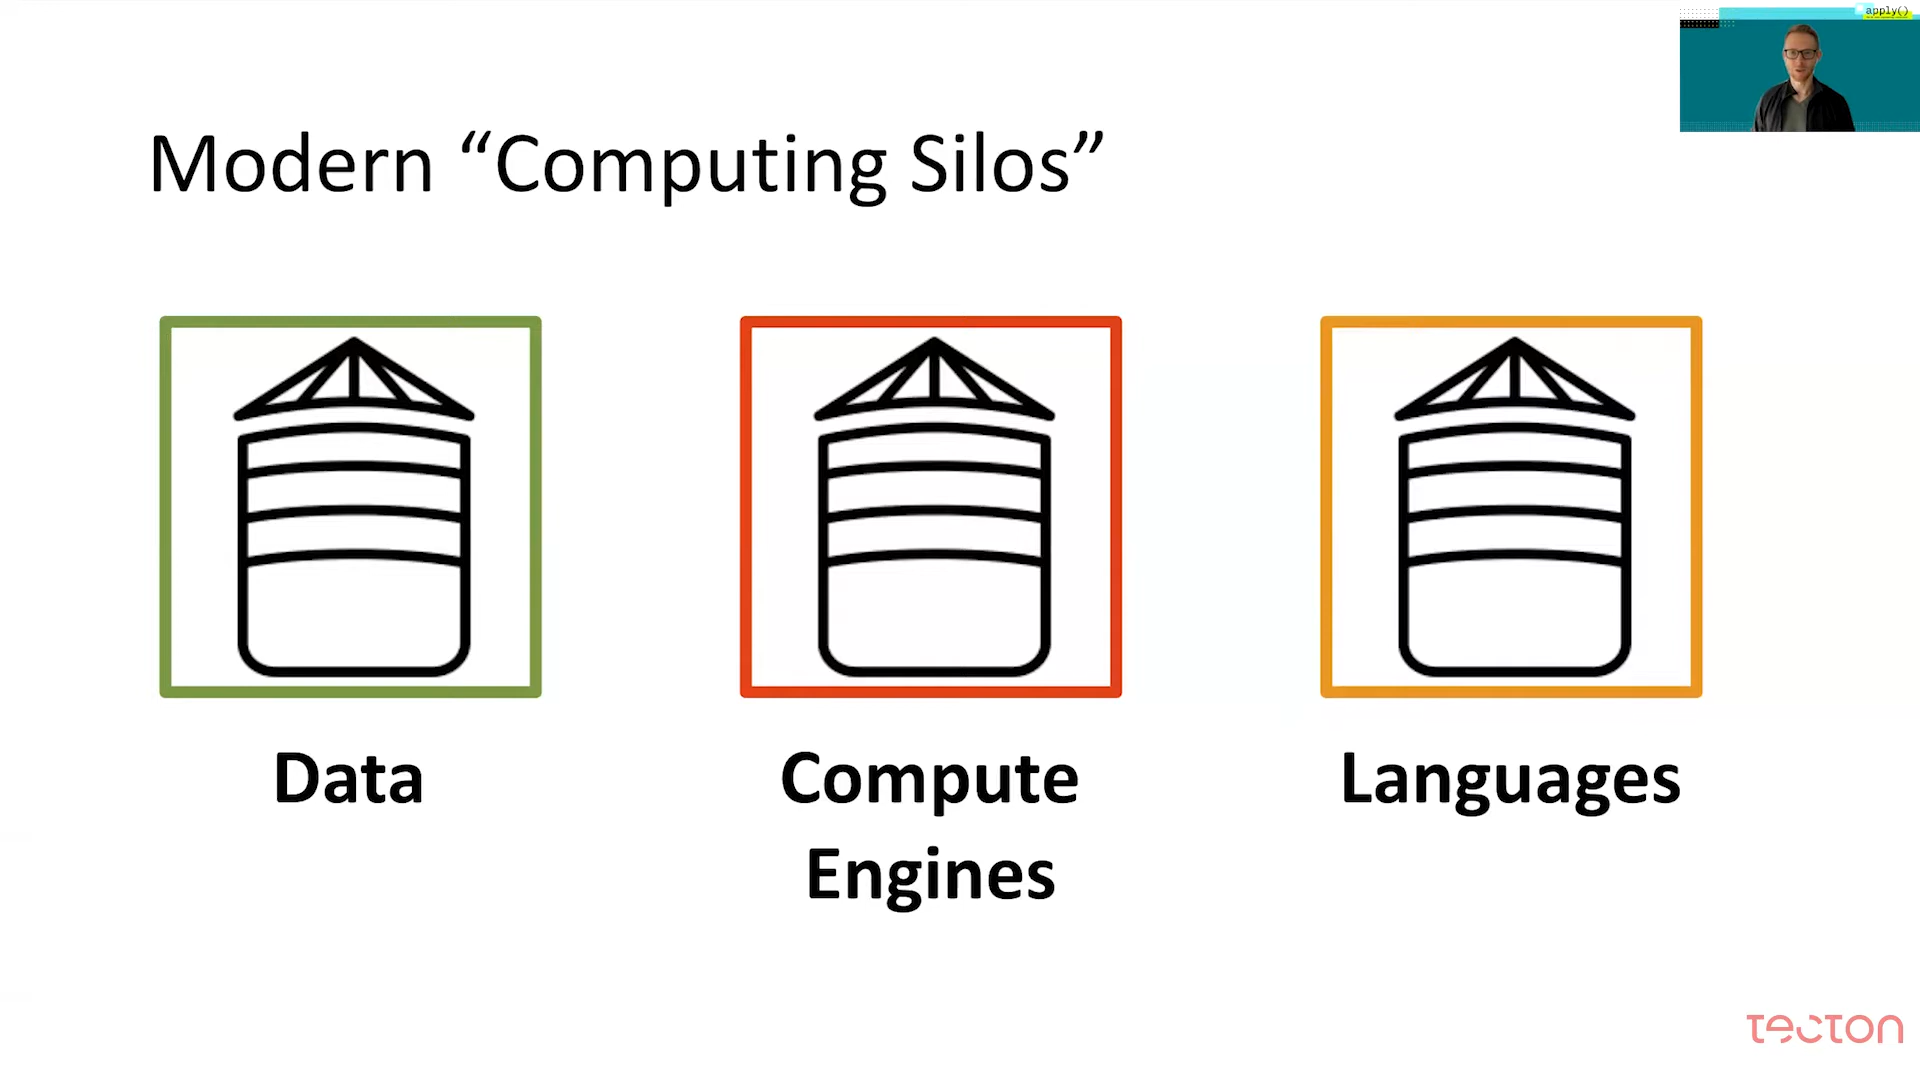 apply()
Modern “Computing Silos”
Data
Compute
Engines
Languages
tecton